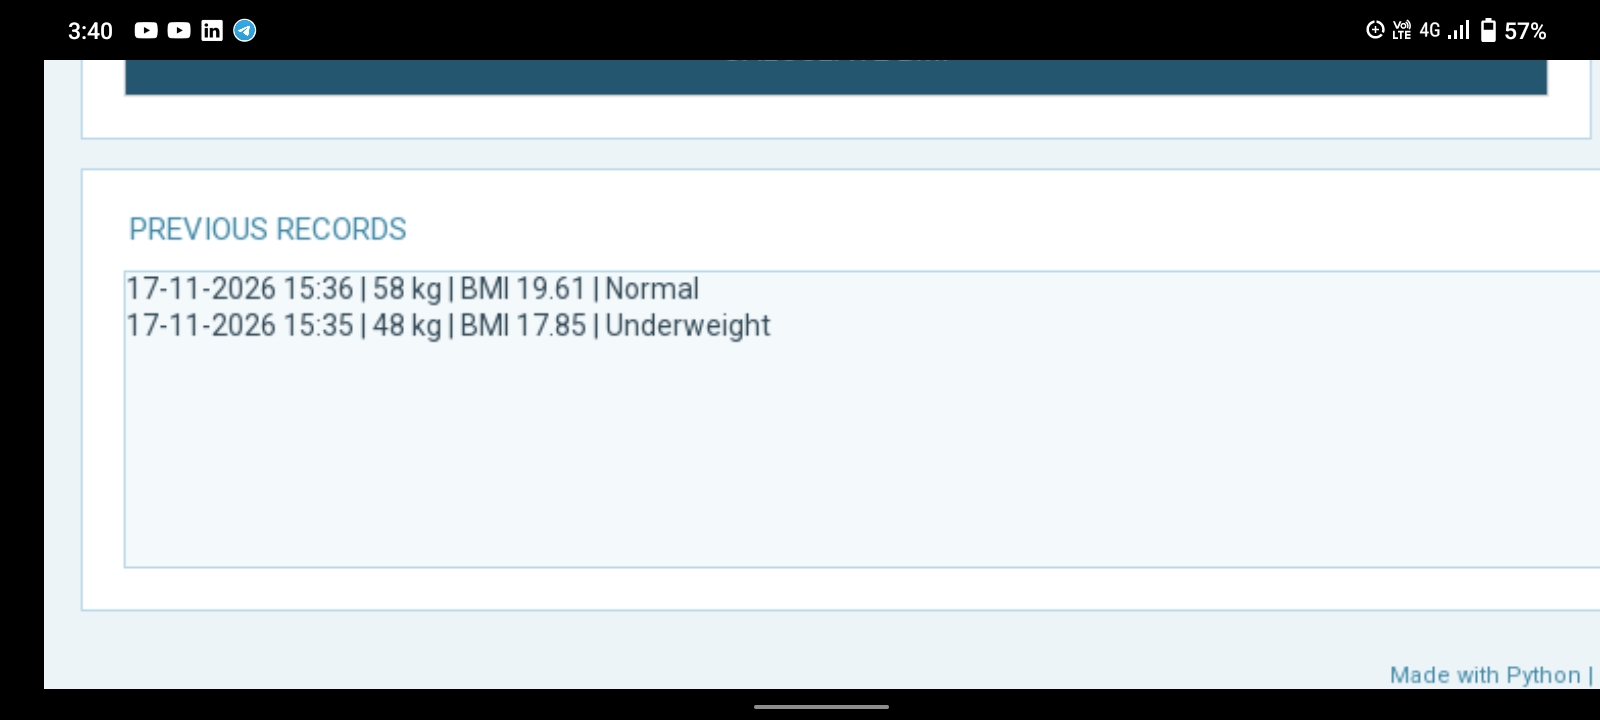 3:40 4G 57%
PREVIOUS RECORDS
17-11-2026 15:36 | 58 kg | BMI 19.61 | Normal
17-11-2026 15:35 | 48 kg | BMI 17.85 | Underweight
Made with Python |